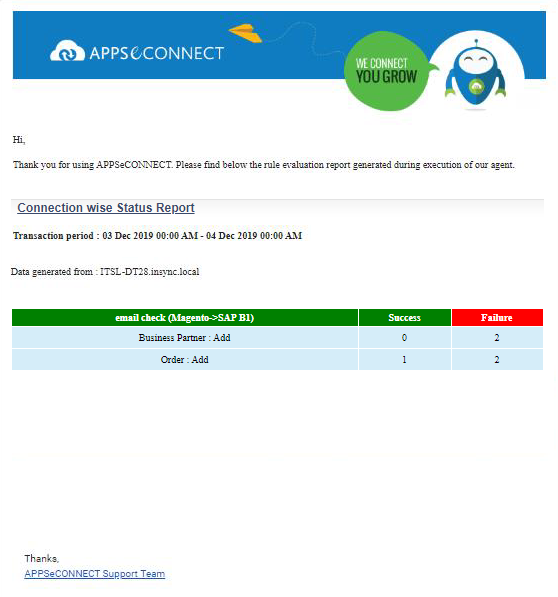 APPSeCONNECT
WE CONNECT
YOU GROW
Hi,
Thank you for using APPSeCONNECT. Please find below the rule evaluation report generated during execution of our agent.
Connection wise Status Report
Transaction period : 03 Dec 2019 00:00 AM - 04 Dec 2019 00:00 AM
Data generated from : ITSL-DT28.insync.local
email check (Magento->SAP B1) Success Failure
Business Partner : Add 0 2
Order : Add 1 2
Thanks,
APPSeCONNECT Support Team